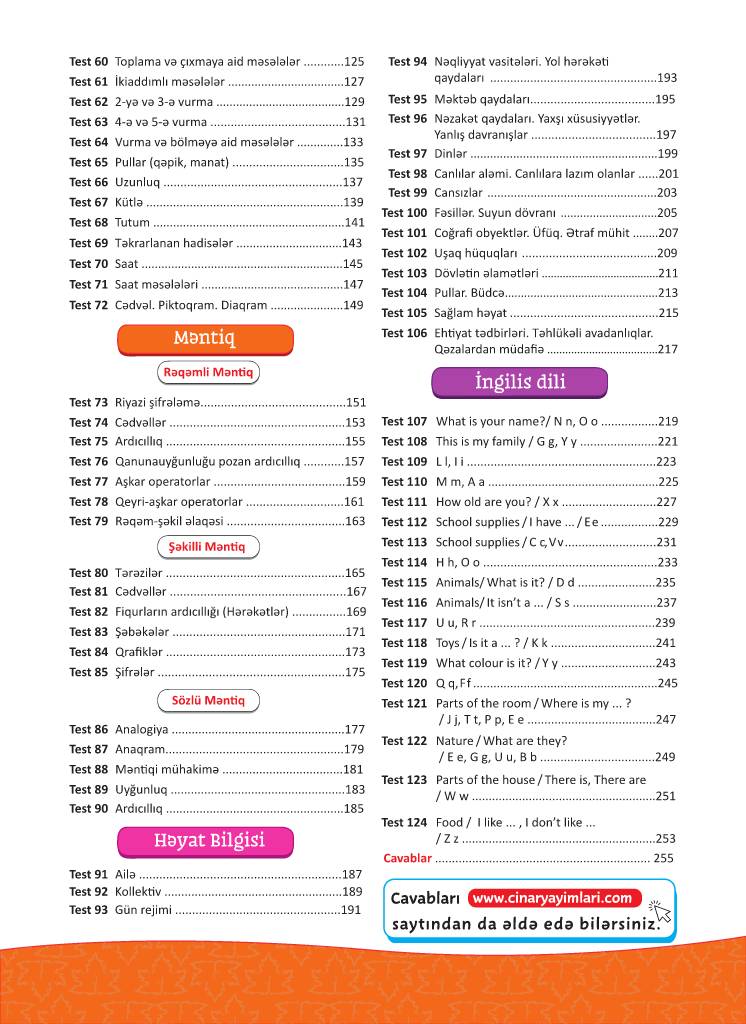 Test 60 Toplama və çıxmaya aid məsələlər ............125
Test 61 İkiaddımlı məsələlər ...................................127
Test 62 2-yə və 3-ə vurma ......................................129
Test 63 4-ə və 5-ə vurma .......................................131
Test 64 Vurma və bölməyə aid məsələlər ..............133
Test 65 Pullar (qəpik, manat) .................................135
Test 66 Uzunluq ....................................................137
Test 67 Kütlə .........................................................139
Test 68 Tutum .......................................................141
Test 69 Təkrarlanan hadisələr ..........................143
Test 70 Saat ..........................................................145
Test 71 Saat məsələləri .........................................147
Test 72 Cədvəl. Piktoqram. Diaqram .....................149
Məntiq
Rəqəmli Məntiq
Test 73 Riyazi şifrələmə...........................................151
Test 74 Cədvəllər ..................................................153
Test 75 Ardıcıllıq ...................................................155
Test 76 Qanunauyğunluğu pozan ardıcıllıq ...........157
Test 77 Aşkar operatorlar ......................................159
Test 78 Qeyri-aşkar operatorlar .............................161
Test 79 Rəqəm-şəkil əlaqəsi ..................................163
Şəkilli Məntiq
Test 80 Tərəzilər ....................................................165
Test 81 Cədvəllər ...................................................167
Test 82 Fiqurların ardıcıllığı (Hərəkətlər) ...............169
Test 83 Şəbəkələr ..................................................171
Test 84 Qrafiklər ...................................................173
Test 85 Şifrələr ......................................................175
Sözlü Məntiq
Test 86 Analogiya ..................................................177
Test 87 Anaqram....................................................179
Test 88 Məntiqi mühakimə ....................................181
Test 89 Uyğunluq ..................................................183
Test 90 Ardıcıllıq ...................................................185
Həyat Bilgisi
Test 91 Ailə ...........................................................187
Test 92 Kollektiv ....................................................189
Test 93 Gün rejimi .................................................191
Test 94 Nəqliyyat vasitələri. Yol hərəkəti
qaydaları ..................................................193
Test 95 Məktəb qaydaları.....................................195
Test 96 Nəzakət qaydaları. Yaxşı xüsusiyyətlər.
Yanlış davranışlar .....................................197
Test 97 Dinlər ........................................................199
Test 98 Canlılar aləmi. Canlılara lazım olanlar ......201
Test 99 Cansızlar ...................................................203
Test 100 Fəsillər. Suyun dövranı .............................205
Test 101 Coğrafi obyektlər. Üfüq. Ətraf mühit .......207
Test 102 Uşaq hüquqları ........................................209
Test 103 Dövlətin əlamətləri ..................................211
Test 104 Pullar. Büdcə..............................................213
Test 105 Sağlam həyat ............................................215
Test 106 Ehtiyat tədbirləri. Təhlükəli avadanlıqlar.
Qəzalardan müdafiə ....................................217
İngilis dili
Test 107 What is your name?/ N n, O o .................219
Test 108 This is my family / G g, Y y .......................221
Test 109 L l, I i .........................................................223
Test 110 M m, A a ..................................................225
Test 111 How old are you? / X x .............................227
Test 112 School supplies / I have ... / E e .................229
Test 113 School supplies / C c, V v...........................231
Test 114 H h, O o ...................................................233
Test 115 Animals/ What is it? / D d .......................235
Test 116 Animals/ It isn’t a ... / S s .........................237
Test 117 U u, R r ....................................................239
Test 118 Toys / Is it a ... ? / K k ...............................241
Test 119 What colour is it? / Y y .............................243
Test 120 Q q, F f .......................................................245
Test 121 Parts of the room / Where is my ... ?
/ J j, T t, P p, E e ......................................247
Test 122 Nature / What are they?
/ E e, G g, U u, B b ...................................249
Test 123 Parts of the house / There is, There are
/ W w ......................................................251
Test 124 Food / I like ... , I don’t like ...
/ Z z .........................................................253
Cavablar ................................................................ 255
Cavabları www.cinaryayimlari.com
saytından da əldə edə bilərsiniz.